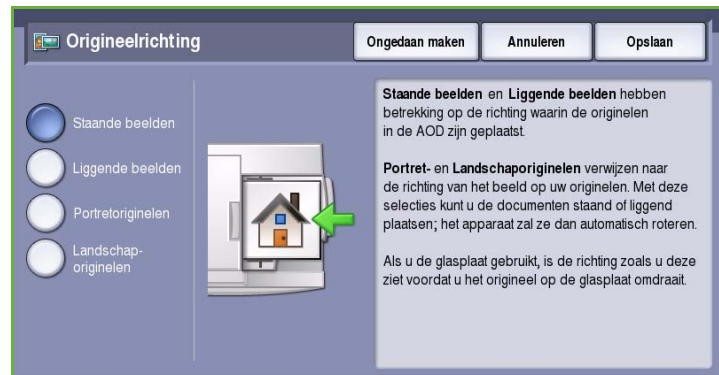 Origineelrichting
Ongedaan maken
Annuleren
Opslaan
Staande beelden
Liggende beelden
Portretoriginelen
Landschap-
originelen
Staande beelden en Liggende beelden hebben
betrekking op de richting waarin de originelen
in de AOD zijn geplaatst.
Portret- en Landschaporiginelen verwijzen naar
de richting van het beeld op uw originelen. Met deze
selecties kunt u de documenten staand of liggend
plaatsen; het apparaat zal ze dan automatisch roteren.
Als u de glasplaat gebruikt, is de richting zoals u deze
ziet voordat u het origineel op de glasplaat omdraait.